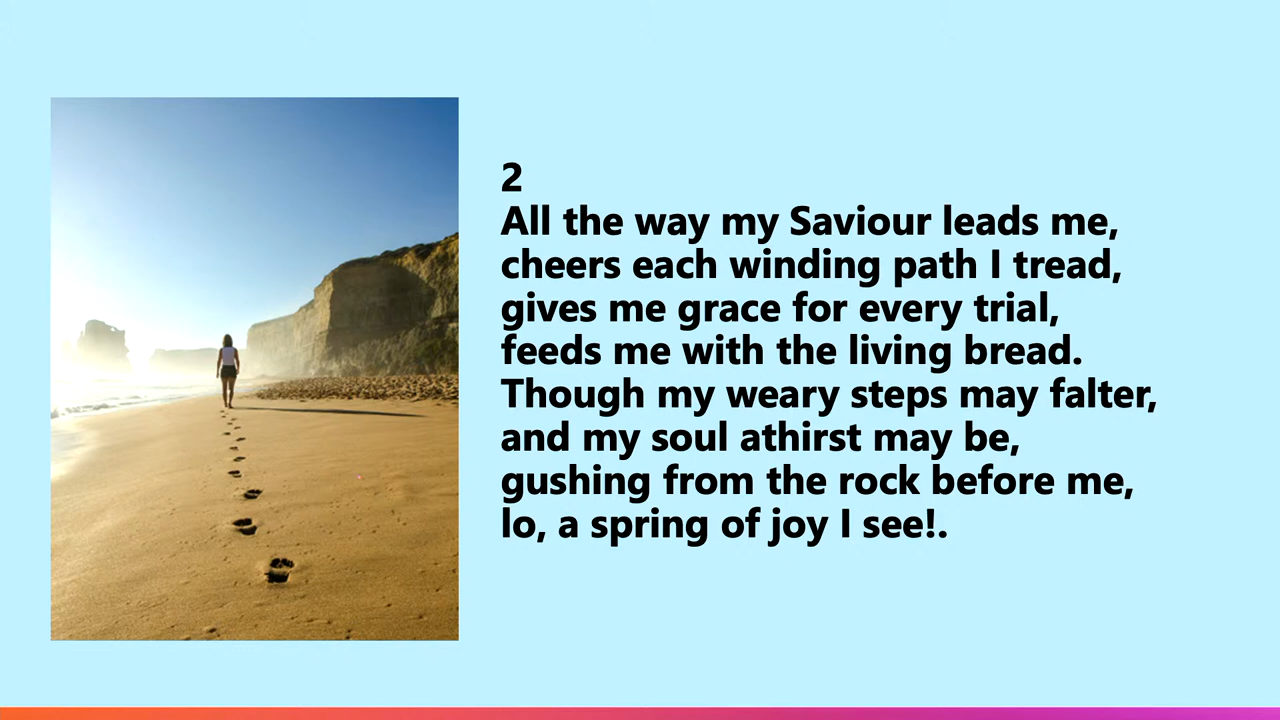 2
All the way my Saviour leads me,
cheers each winding path I tread,
gives me grace for every trial,
feeds me with the living bread.
Though my weary steps may falter,
and my soul athirst may be,
gushing from the rock before me,
lo, a spring of joy I see!.